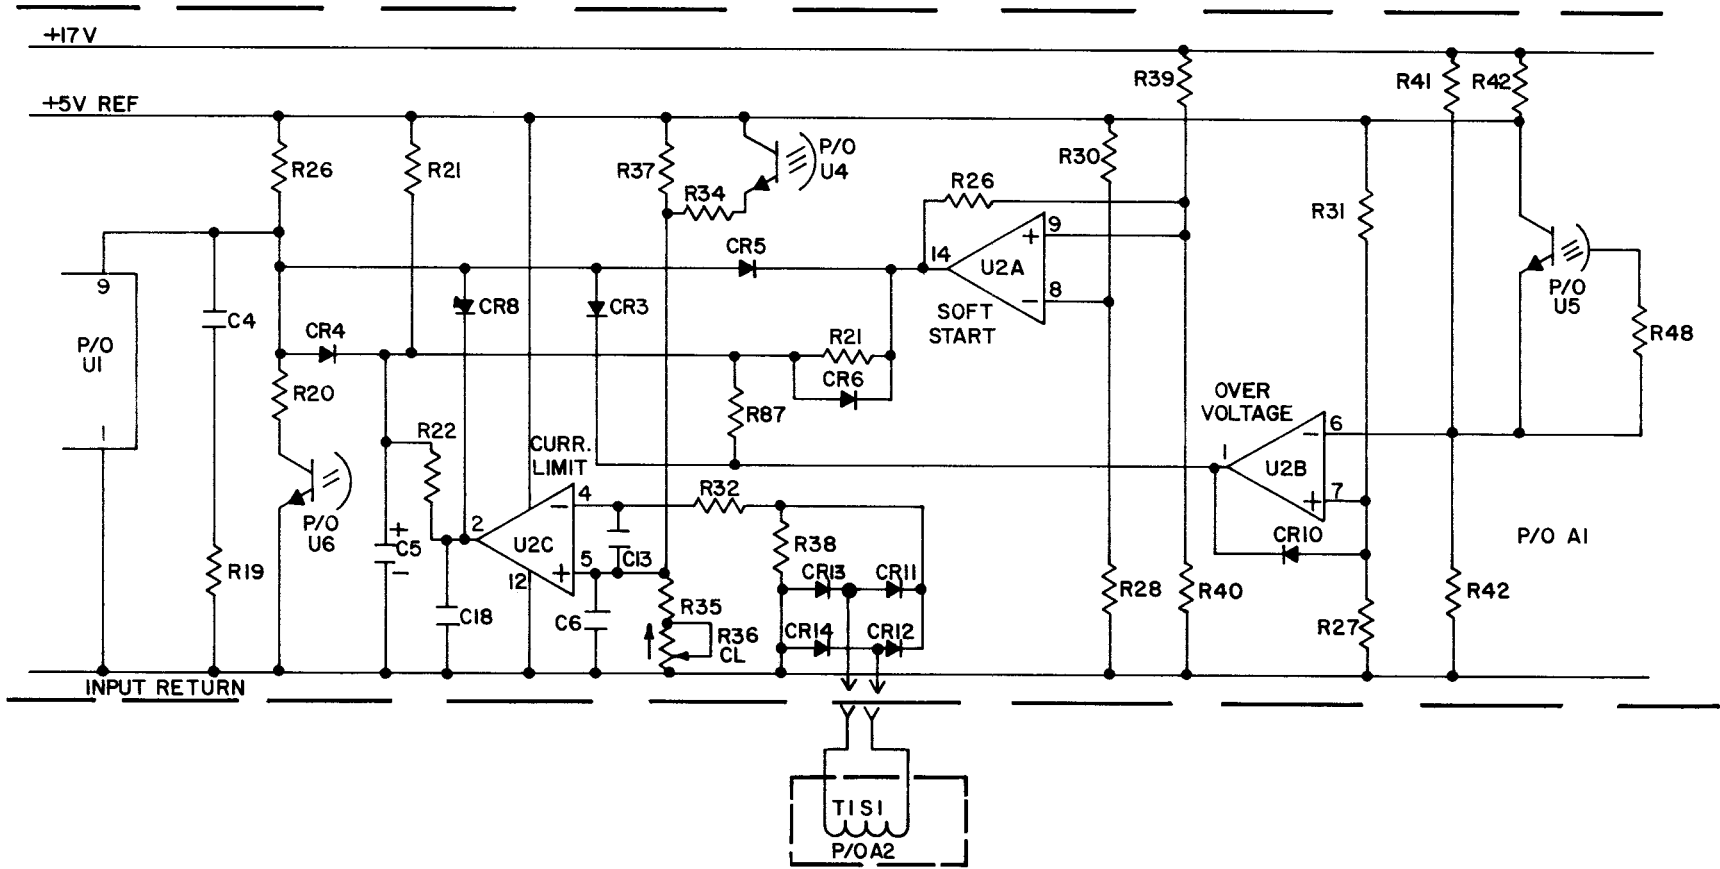 +17V
R39
R41
R42
+5V REF
R26
R21
R37
R34
P/O
U4
R30
R26
R31
9
P/O
U1
1
C4
CR4
CR8
CR3
CR5
14
+
9
U2A
-
8
SOFT
START
P/O
U5
R48
R20
R21
CR6
R87
OVER
VOLTAGE
R22
CURR.
LIMIT
1
-
6
U2B
+
7
P/O
U6
+
C5
-
2
-
4
U2C
+
5
12
R32
C13
R38
CR10
P/O A1
R19
C18
C6
R35
R36
CL
CR13
CR11
CR14
CR12
R28
R40
R27
R42
INPUT RETURN
T1S1
P/O A2